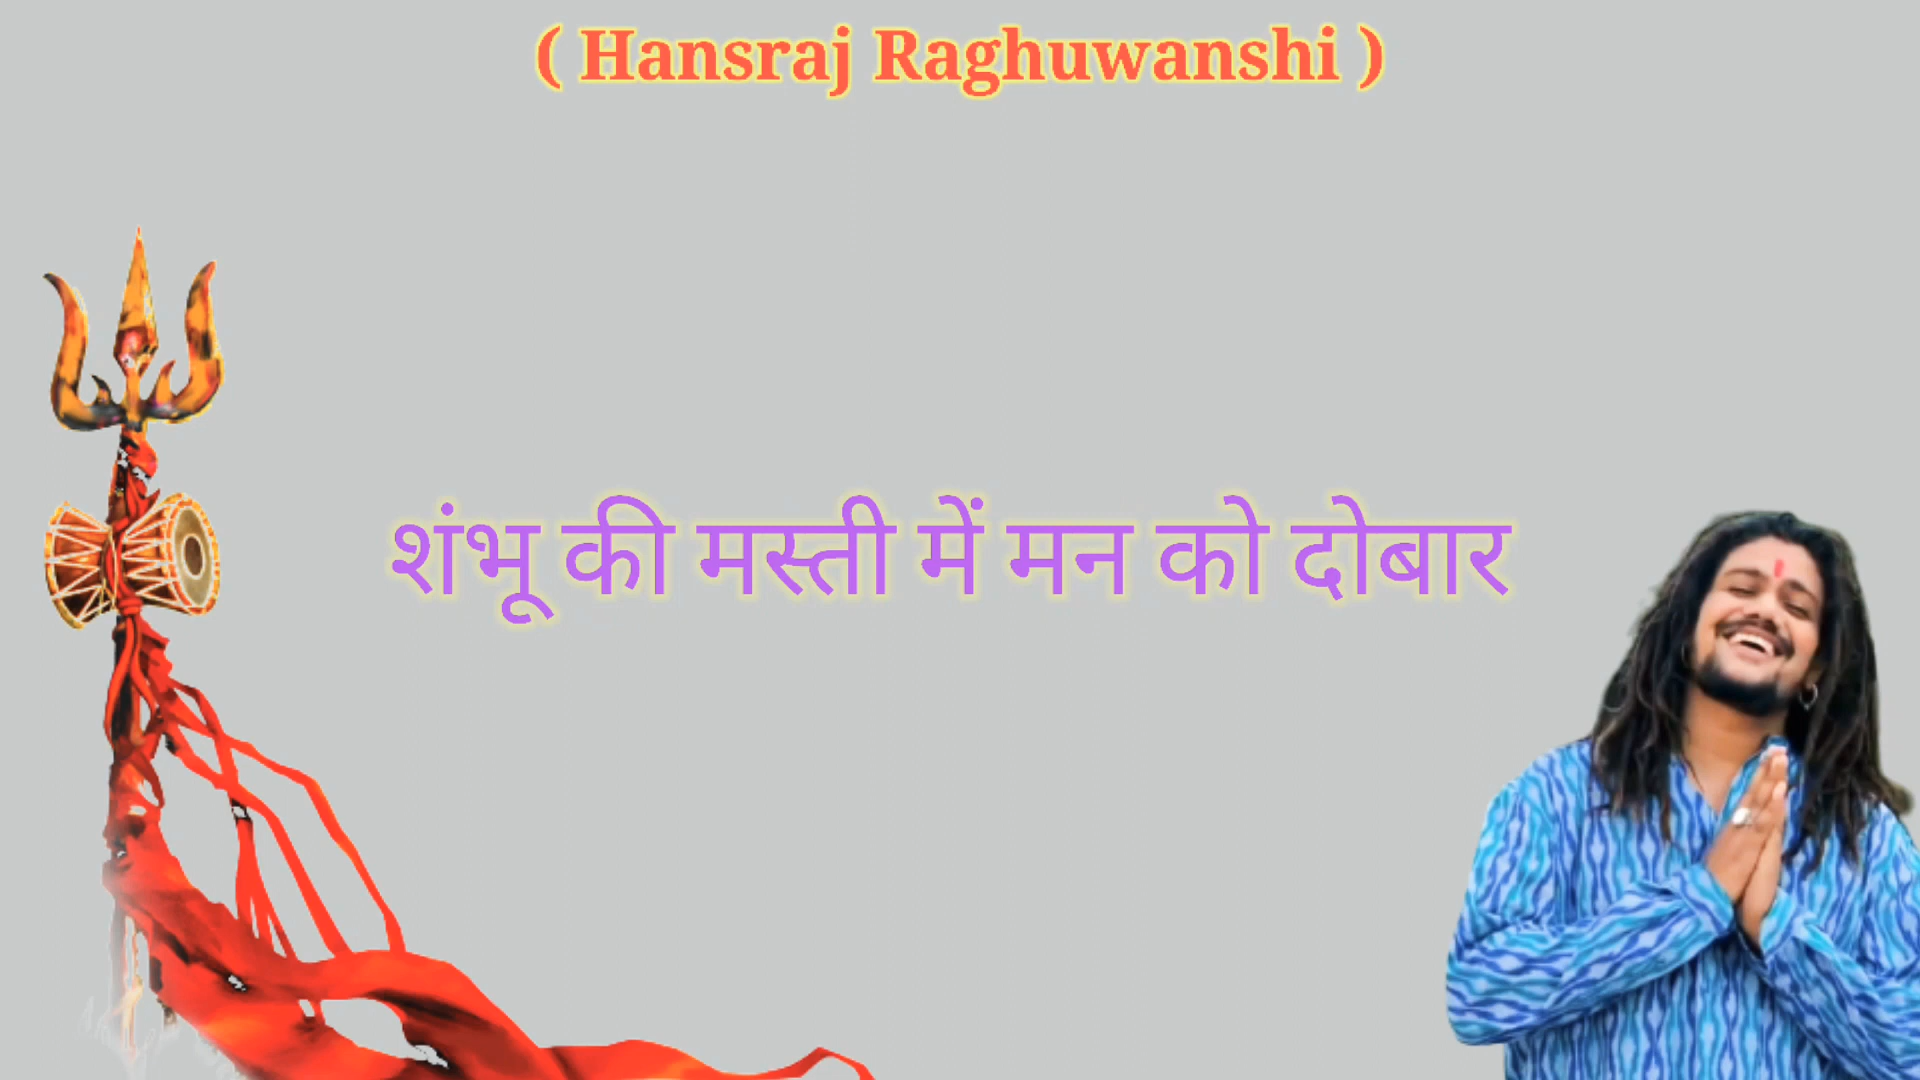 ( Hansraj Raghuwanshi )
शंभू की मस्ती में मन को दोबार